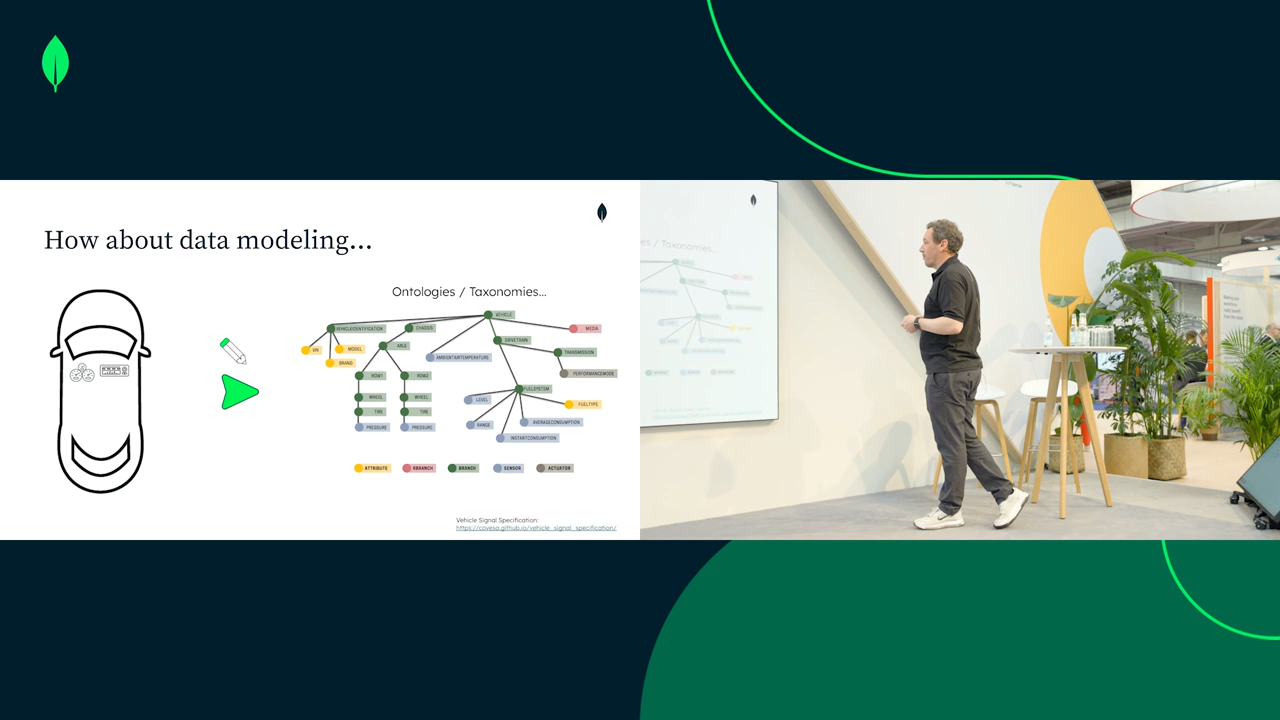 How about data modeling...
Ontologies / Taxonomies...
VEHICLE
VEHICLEIDENTIFICATION
CHASSIS
MEDIA
DRIVETRAIN
VIN
MODEL
AXLE
AMBIENTAIRTEMPERATURE
TRANSMISSION
BRAND
ROW1
ROW2
PERFORMANCEMODE
FUELSYSTEM
WHEEL
WHEEL
LEVEL
FUELTYPE
TIRE
TIRE
PRESSURE
PRESSURE
RANGE
AVERAGECONSUMPTION
INSTANTCONSUMPTION
ATTRIBUTE
RBRANCH
BRANCH
SENSOR
ACTUATOR
Vehicle Signal Specification:
https://covesa.github.io/vehicle_signal_specification/
es / Taxonomies...